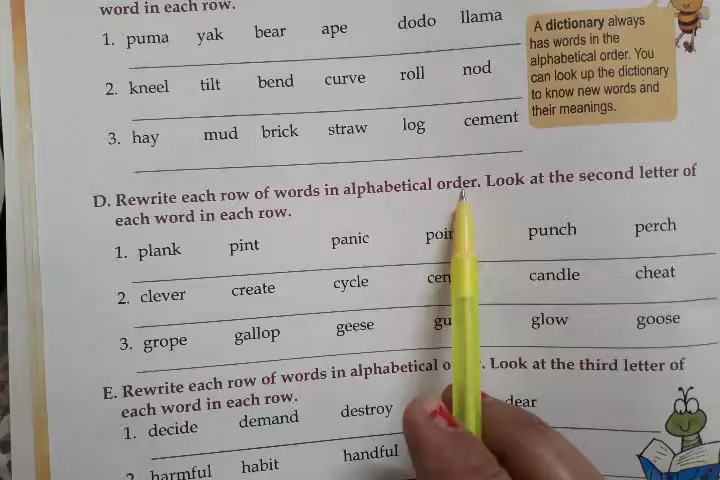 word in each row.
1. puma yak bear ape dodo llama
A dictionary always
has words in the
alphabetical order. You
can look up the dictionary
to know new words and
their meanings.
2. kneel tilt bend curve roll nod
3. hay mud brick straw log cement
D. Rewrite each row of words in alphabetical order. Look at the second letter of
each word in each row.
1. plank pint panic punch perch
2. clever create cycle candle cheat
3. grope gallop geese glow goose
E. Rewrite each row of words in alphabetical . Look at the third letter of
each word in each row.
1. decide demand destroy dear
2. harmful habit handful